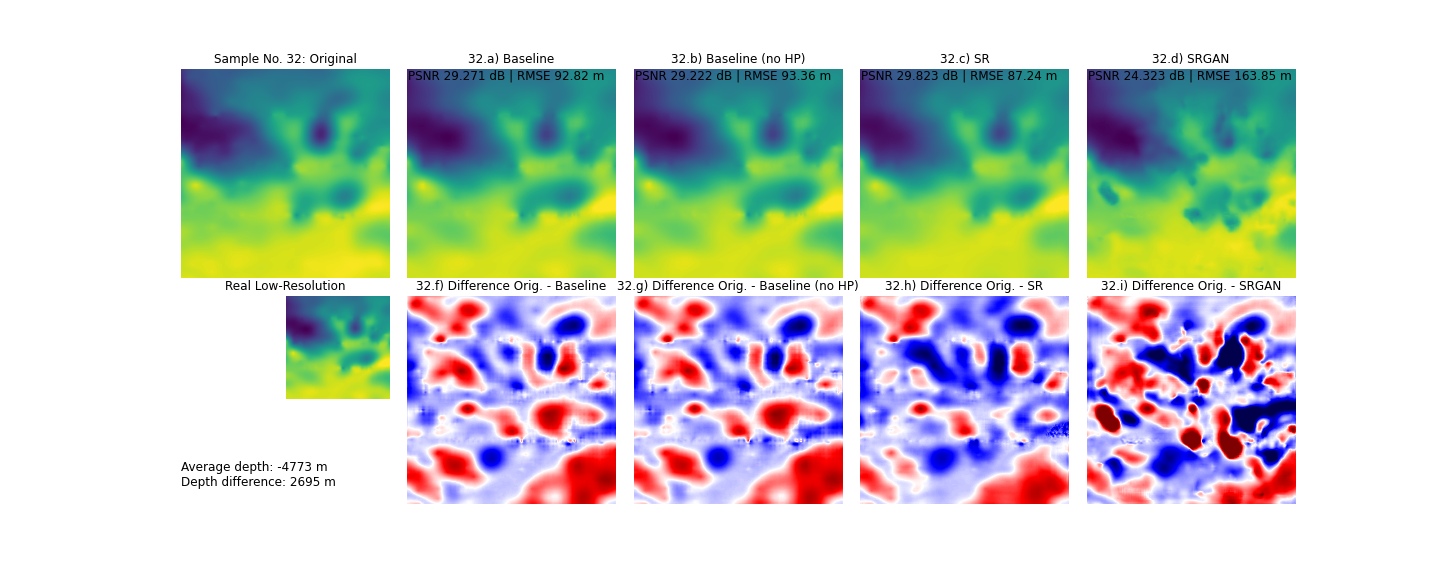 Sample No. 32: Original
32.a) Baseline
32.b) Baseline (no HP)
32.c) SR
32.d) SRGAN
PSNR 29.271 dB | RMSE 92.82 m
PSNR 29.222 dB | RMSE 93.36 m
PSNR 29.823 dB | RMSE 87.24 m
PSNR 24.323 dB | RMSE 163.85 m
Real Low-Resolution
32.f) Difference Orig. - Baseline
32.g) Difference Orig. - Baseline (no HP)
32.h) Difference Orig. - SR
32.i) Difference Orig. - SRGAN
Average depth: -4773 m
Depth difference: 2695 m